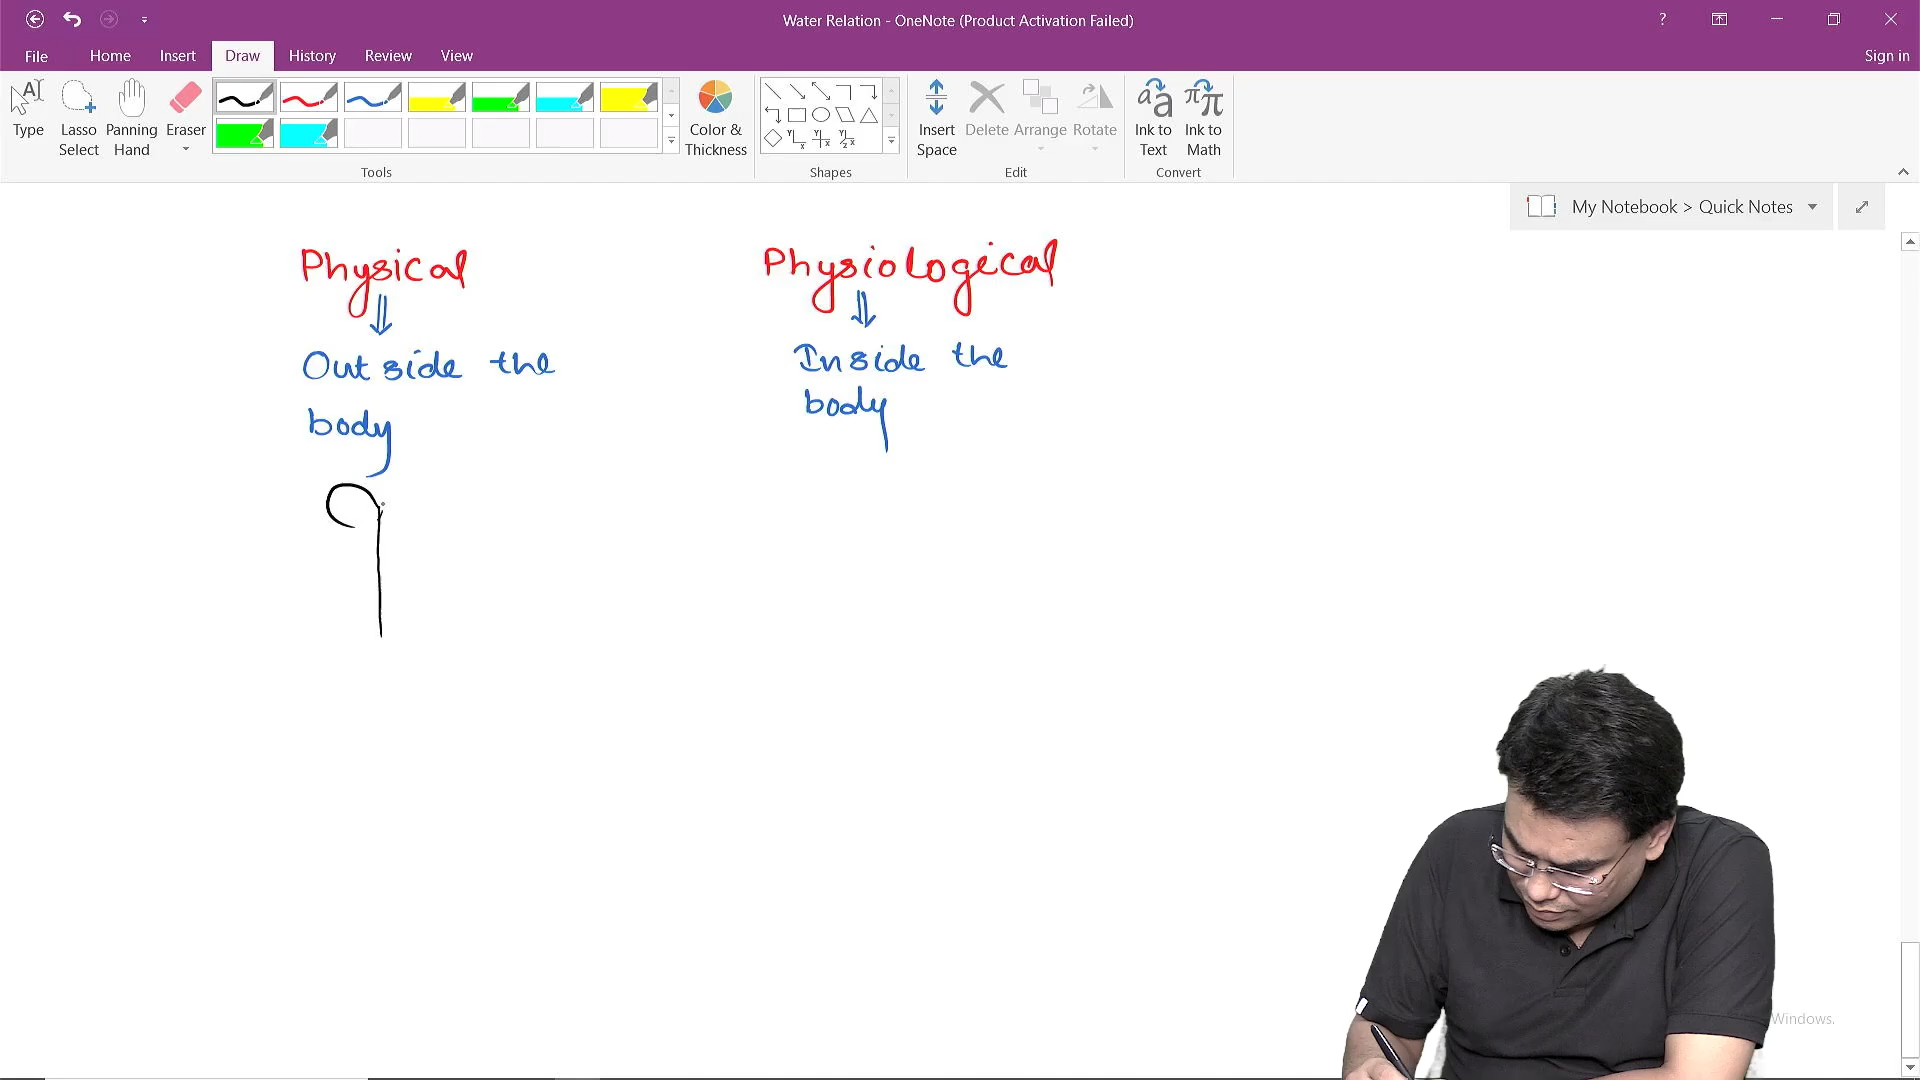 Water Relation - OneNote (Product Activation Failed)
?
File Home Insert Draw History Review View
Sign in
Type
Lasso Select
Panning Hand
Eraser
Color & Thickness
Insert Space
Delete
Arrange
Rotate
Ink to Text
Ink to Math
Tools
Shapes
Edit
Convert
My Notebook > Quick Notes
Physical
Physiological
Outside the
body
Inside the
body
Windows.